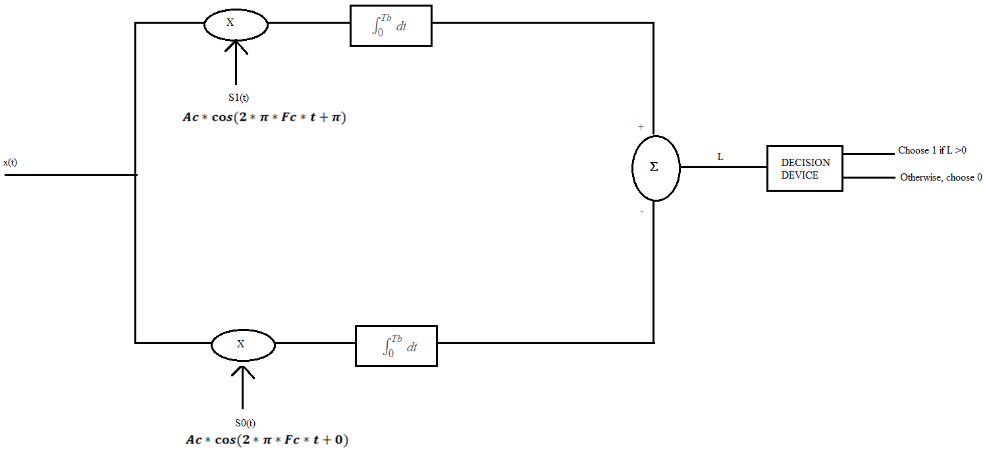 X
∫₀ᵀᵇ dt
S1(t)
Ac * cos(2 * π * Fc * t + π)
x(t)
+
Σ
-
L
DECISION
DEVICE
Choose 1 if L >0
Otherwise, choose 0
X
∫₀ᵀᵇ dt
S0(t)
Ac * cos(2 * π * Fc * t + 0)